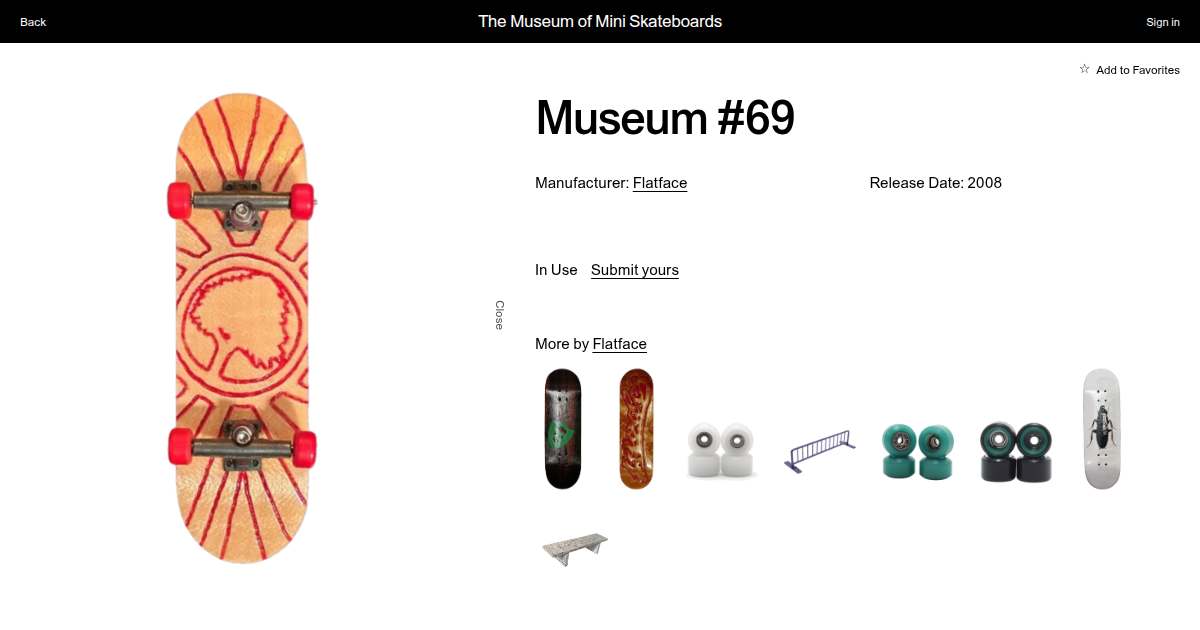 Back
The Museum of Mini Skateboards
Sign in
☆ Add to Favorites
Museum #69
Manufacturer: Flatface
Release Date: 2008
In Use Submit yours
Close
More by Flatface